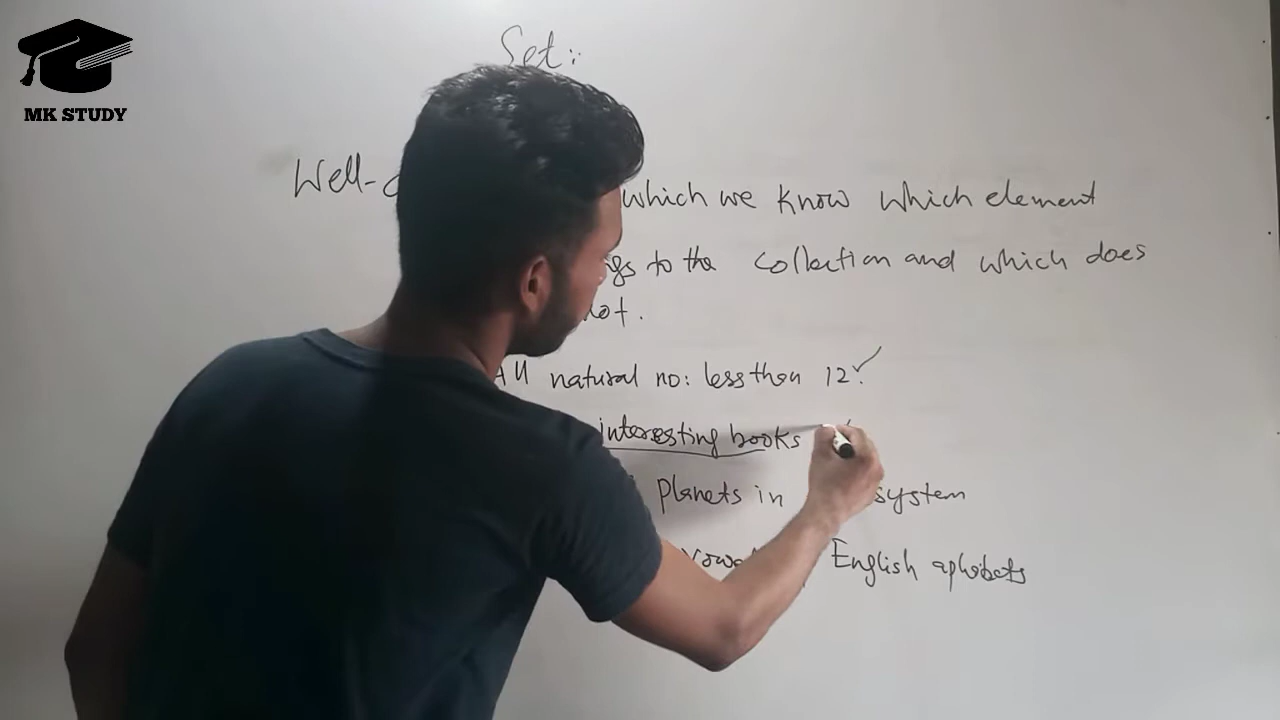 MK STUDY
Set:
Well- which we know which element
to the collection and which does
not.
All natural no: less than 12.
interesting books
planets in system
English alphabets